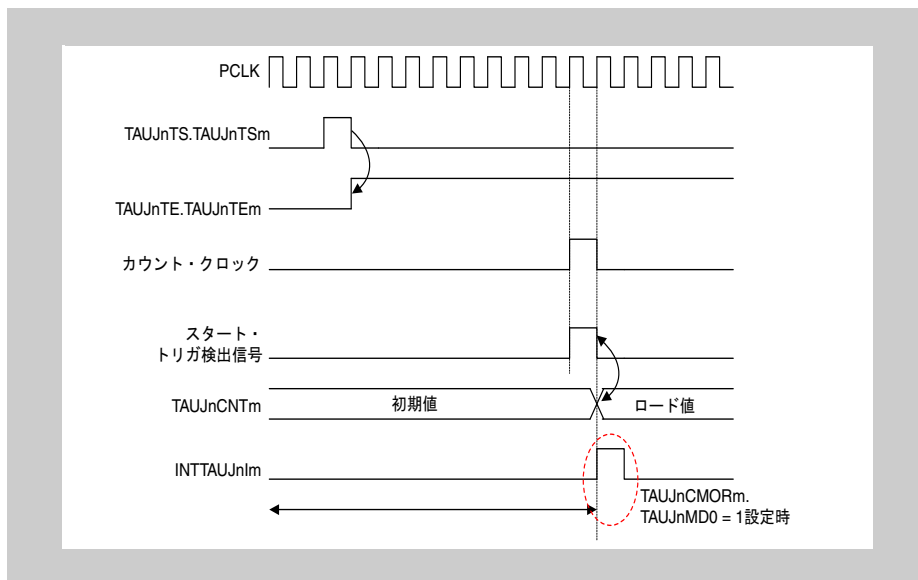 PCLK
TAUJnTS.TAUJnTSm
TAUJnTE.TAUJnTEm
カウント・クロック
スタート・
トリガ検出信号
TAUJnCNTm
初期値
ロード値
INTTAUJnIm
TAUJnCMORm.
TAUJnMD0 = 1設定時